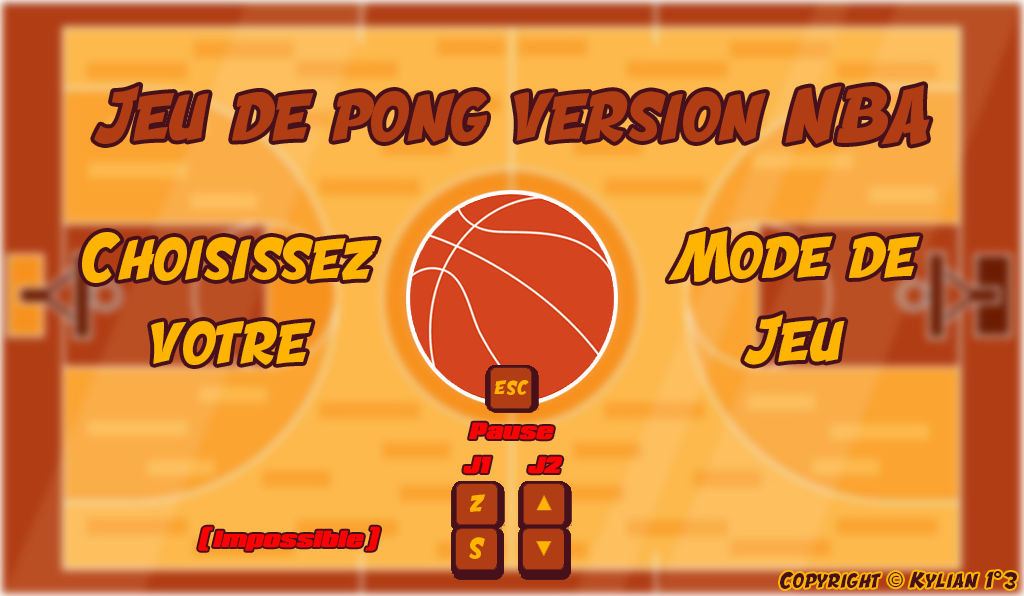 Jeu de pong version NBA
Choisissez
votre
Mode de
Jeu
ESC
Pause
J1 J2
Z ▲
S ▼
(Impossible)
Copyright © Kylian 1°3